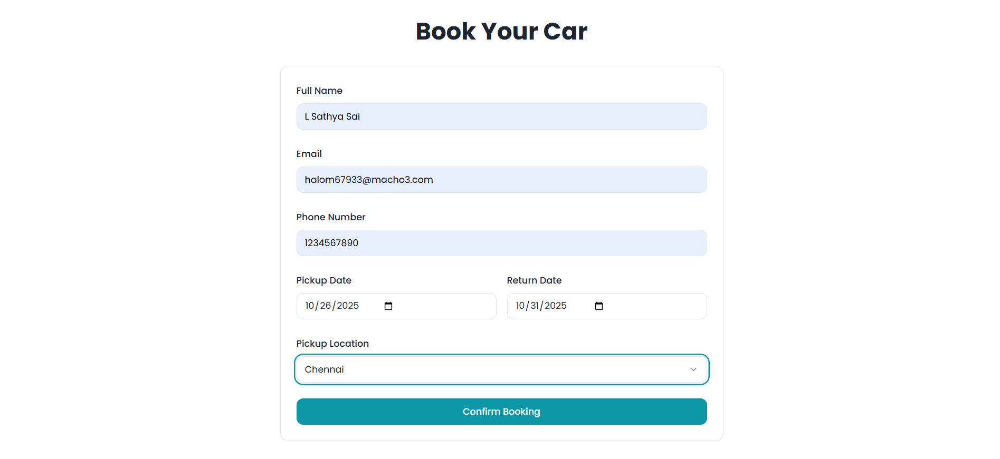 Book Your Car
Full Name
L Sathya Sai
Email
halom67933@macho3.com
Phone Number
1234567890
Pickup Date
Return Date
10/26/2025
10/31/2025
Pickup Location
Chennai
Confirm Booking